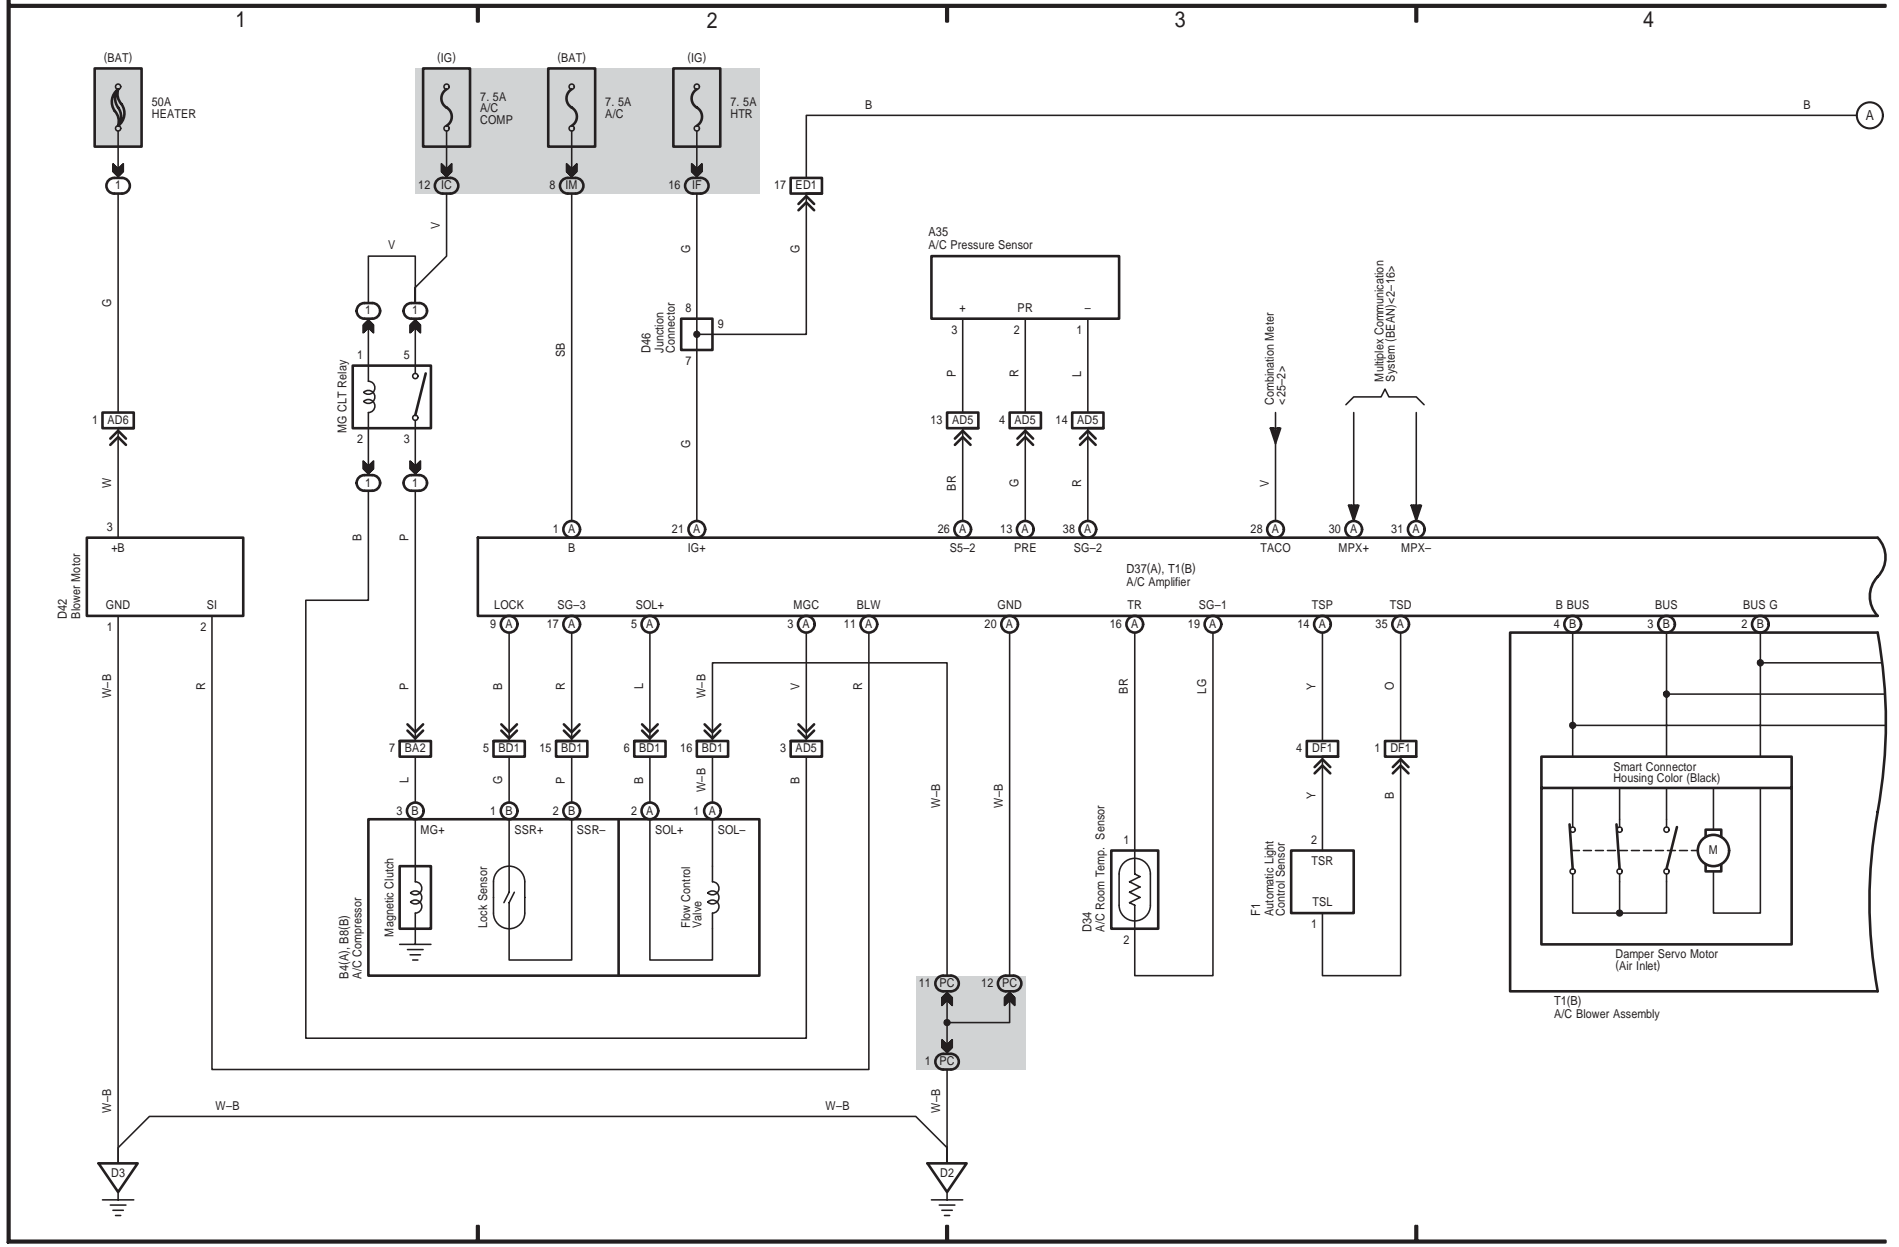 1
2
3
4
(BAT)
(IG)
(BAT)
(IG)
50A
HEATER
7. 5A
A/C
COMP
7. 5A
A/C
7. 5A
HTR
B
B
A
1
12 IC
8 IM
16 IF
17 ED1
V
V
G
G
G
A35
A/C Pressure Sensor
+
PR
–
3
2
1
1
1
8
9
7
D46
Junction
Connector
SB
G
P
R
L
Combination Meter
<25–2>
Multiplex Communication
System (BEAN)<2–16>
1
5
MG CLT Relay
2
3
1
1
1 AD6
13 AD5
4 AD5
14 AD5
W
B
P
BR
G
R
V
3
1 A
21 A
26 A
13 A
38 A
28 A
30 A
31 A
+B
B
IG+
S5–2
PRE
SG–2
TACO
MPX+
MPX–
D42
Blower Motor
D37(A), T1(B)
A/C Amplifier
GND
SI
LOCK
SG–3
SOL+
MGC
BLW
GND
TR
SG–1
TSP
TSD
B BUS
BUS
BUS G
1
2
9 A
17 A
5 A
3 A
11 A
20 A
16 A
19 A
14 A
35 A
4 B
3 B
2 B
W–B
R
P
B
R
L
W–B
V
R
BR
LG
Y
O
7 BA2
5 BD1
15 BD1
6 BD1
16 BD1
3 AD5
4 DF1
1 DF1
L
G
P
B
W–B
B
W–B
W–B
Y
B
Smart Connector
Housing Color (Black)
3 B
1 B
2 B
2 A
1 A
MG+
SSR+
SSR–
SOL+
SOL–
Magnetic Clutch
Lock Sensor
Flow Control
Valve
B4(A), B8(B)
A/C Compressor
1
D34
A/C Room Temp. Sensor
2
2
TSR
TSL
1
F1
Automatic Light
Control Sensor
M
Damper Servo Motor
(Air Inlet)
T1(B)
A/C Blower Assembly
11 PC
12 PC
1 PC
W–B
W–B
W–B
W–B
D3
D2